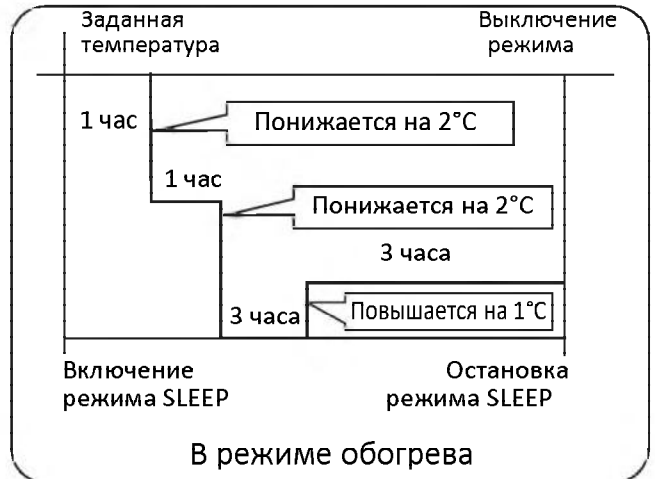 Заданная
температура
Выключение
режима
1 час
Понижается на 2°C
1 час
Понижается на 2°C
3 часа
3 часа
Повышается на 1°C
Включение
режима SLEEP
Остановка
режима SLEEP
В режиме обогрева